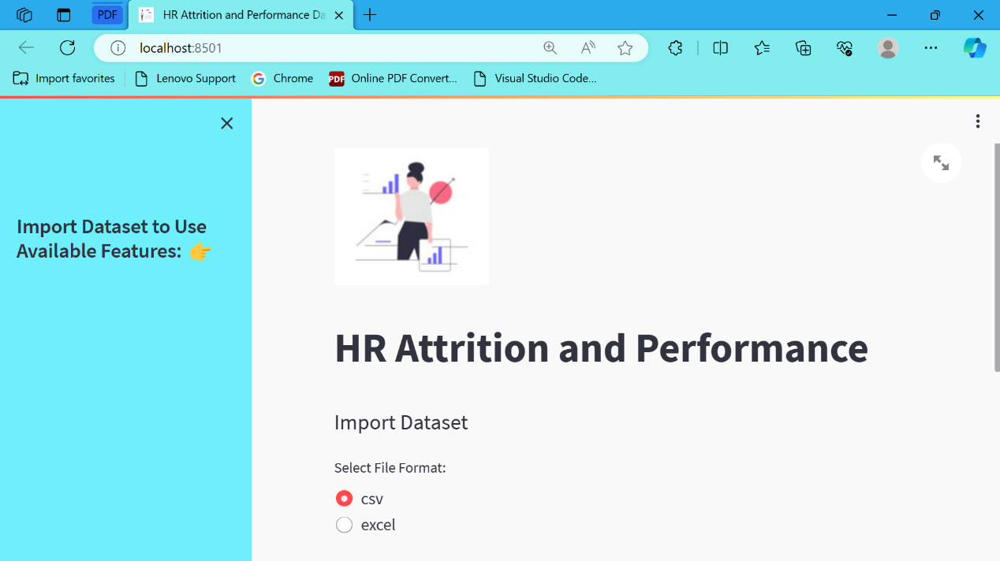 PDF
HR Attrition and Performance Da
localhost:8501
Import favorites
Lenovo Support
Chrome
PDF
Online PDF Convert...
Visual Studio Code...
Import Dataset to Use
Available Features: 👉
HR Attrition and Performance
Import Dataset
Select File Format:
csv
excel